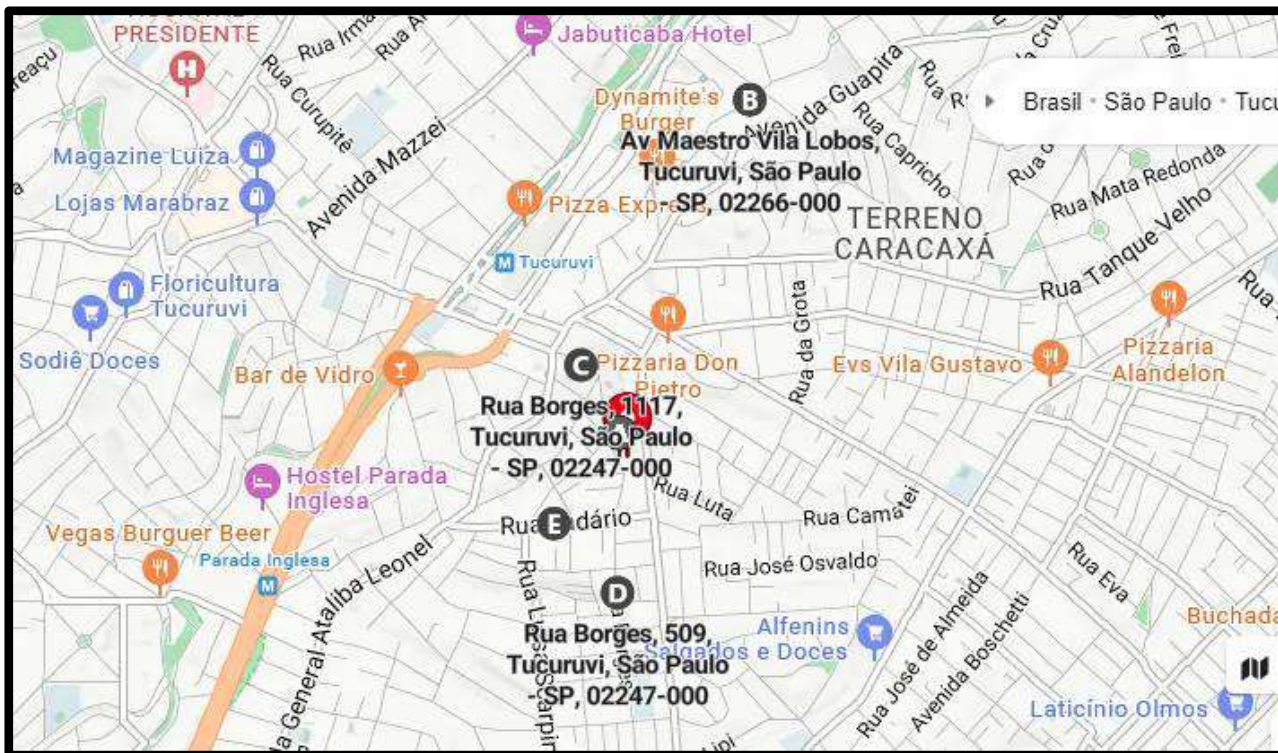 PRESIDENTE
H
Rua Curupitê
Jabuticaba Hotel
Avenida Guapira
Dynamite's
Burger
B
Brasil · São Paulo · Tucu
Av Maestro Vila Lobos,
Tucuruvi, São Paulo
- SP, 02266-000
Rua Capricho
Rua Mata Redonda
Magazine Luiza
Lojas Marabraz
Avenida Mazzei
TERRENO
CARACAXÁ
Rua Tanque Velho
M Tucuruvi
Floricultura
Tucuruvi
Sodiê Doces
Bar de Vidro
C
Pizzaria Don
Pietro
Rua da Grota
Evs Vila Gustavo
Pizzaria
Alandelon
Rua Borges, 1117,
Tucuruvi, São Paulo
- SP, 02247-000
Hostel Parada
Inglesa
Rua Luta
Rua Camatei
E
Vegas Burguer Beer
Parada Inglesa
M
Rua José Osvaldo
Rua Eva
D
Rua Borges, 509,
Tucuruvi, São Paulo
- SP, 02247-000
Alfenins
Salgados e Doces
Rua José de Almeida
Avenida Boschetti
Buchada
Laticínio Olmos
General Ataliba Leonel